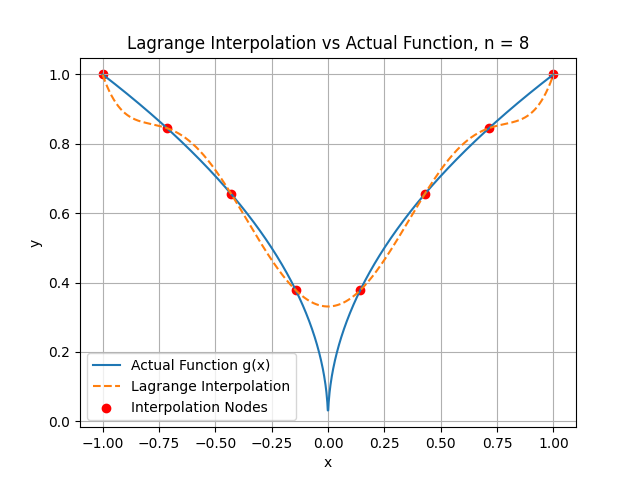 Lagrange Interpolation vs Actual Function, n = 8
y
1.0
0.8
0.6
0.4
0.2
0.0
Actual Function g(x)
Lagrange Interpolation
Interpolation Nodes
−1.00 −0.75 −0.50 −0.25 0.00 0.25 0.50 0.75 1.00
x